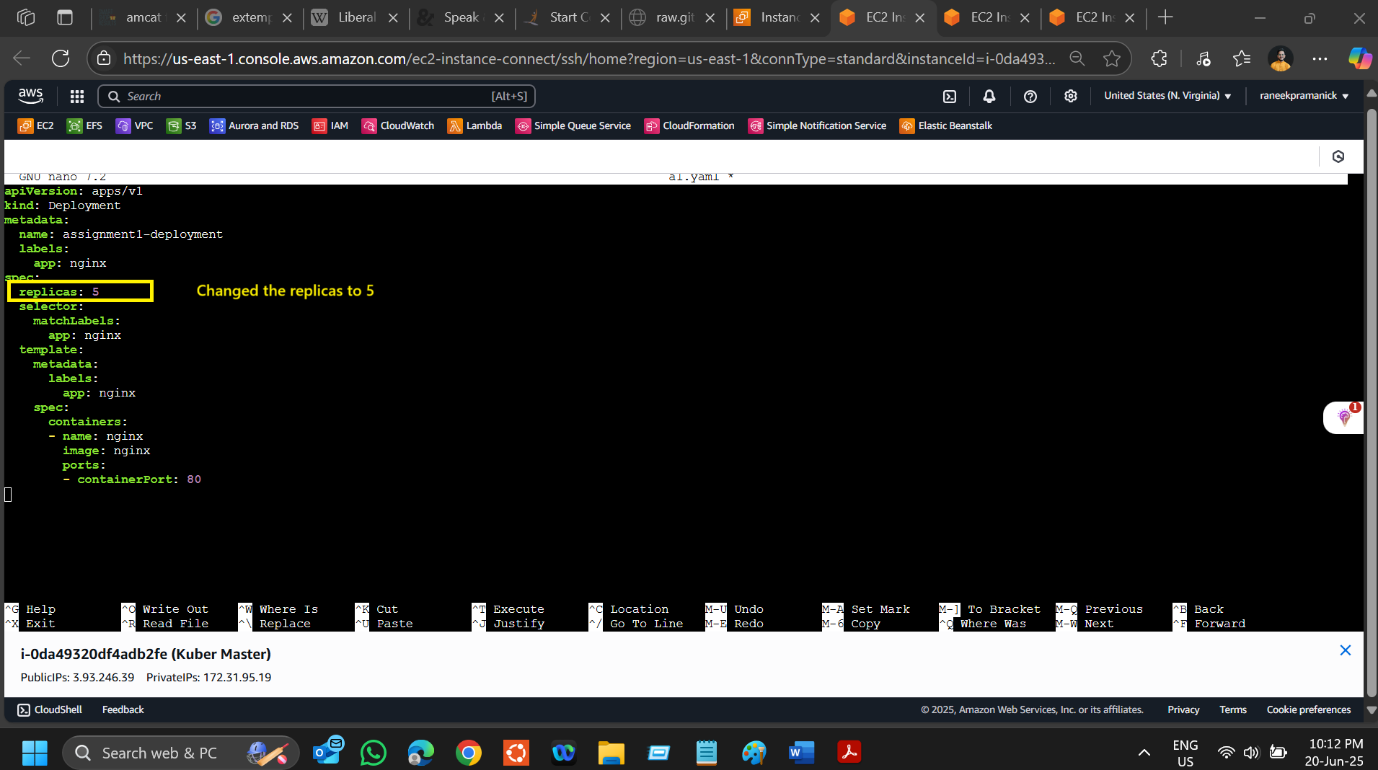 amcat
extemp
Liberal
Speak
Start Co
raw.git
Instanc
EC2 Ins
EC2 Ins
EC2 Ins
https://us-east-1.console.aws.amazon.com/ec2-instance-connect/ssh/home?region=us-east-1&connType=standard&instanceId=i-0da493...
aws
Search [Alt+S]
United States (N. Virginia)
raneekpramanick
EC2 EFS VPC S3 Aurora and RDS IAM CloudWatch Lambda Simple Queue Service CloudFormation Simple Notification Service Elastic Beanstalk
GNU nano 7.2 a1.yaml *
apiVersion: apps/v1
kind: Deployment
metadata:
  name: assignment1-deployment
  labels:
    app: nginx
spec:
  replicas: 5 Changed the replicas to 5
  selector:
    matchLabels:
      app: nginx
  template:
    metadata:
      labels:
        app: nginx
    spec:
      containers:
      - name: nginx
        image: nginx
        ports:
        - containerPort: 80
1
^G Help ^O Write Out ^W Where Is ^K Cut ^T Execute ^C Location M-U Undo M-A Set Mark M-] To Bracket M-Q Previous ^B Back
^X Exit ^R Read File ^\ Replace ^U Paste ^J Justify ^/ Go To Line M-E Redo M-6 Copy ^Q Where Was M-W Next ^F Forward
i-0da49320df4adb2fe (Kuber Master)
PublicIPs: 3.93.246.39 PrivateIPs: 172.31.95.19
CloudShell Feedback © 2025, Amazon Web Services, Inc. or its affiliates. Privacy Terms Cookie preferences
Search web & PC
ENG
US
10:12 PM
20-Jun-25